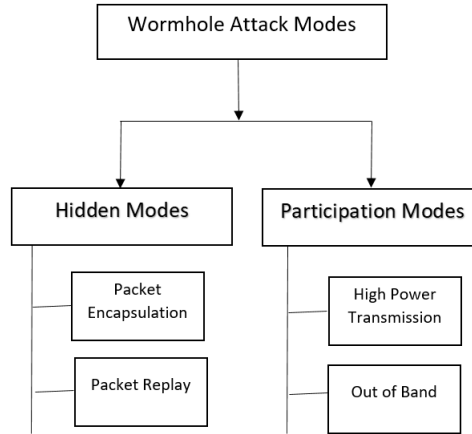 Wormhole Attack Modes
Hidden Modes
Participation Modes
Packet
Encapsulation
High Power
Transmission
Packet Replay
Out of Band